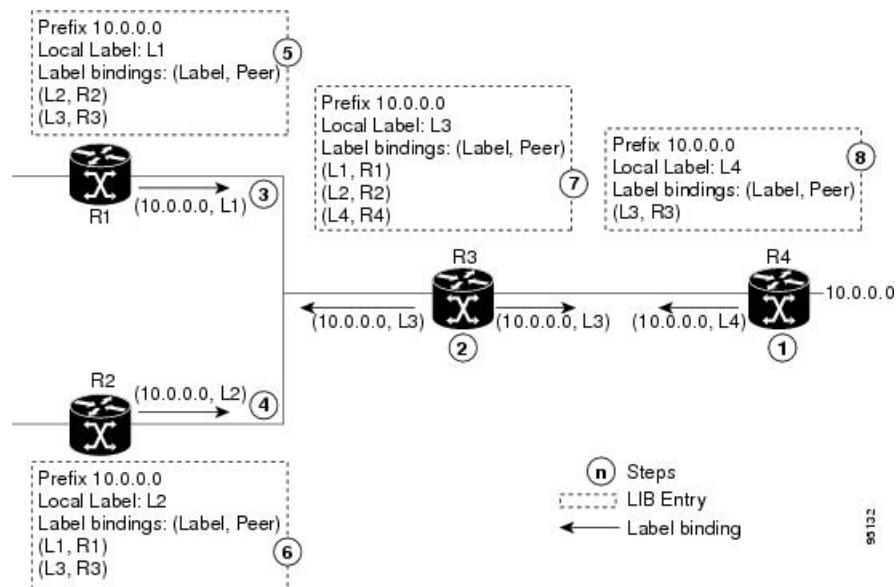 Prefix 10.0.0.0
Local Label: L1
Label bindings: (Label, Peer)
(L2, R2)
(L3, R3)
5
Prefix 10.0.0.0
Local Label: L3
Label bindings: (Label, Peer)
(L1, R1)
(L2, R2)
(L4, R4)
7
Prefix 10.0.0.0
Local Label: L4
Label bindings: (Label, Peer)
(L3, R3)
8
R1
(10.0.0.0, L1)
3
R3
(10.0.0.0, L3)
(10.0.0.0, L3)
2
R4
(10.0.0.0, L4)
1
10.0.0.0
R2
(10.0.0.0, L2)
4
Prefix 10.0.0.0
Local Label: L2
Label bindings: (Label, Peer)
(L1, R1)
(L3, R3)
6
n Steps
LIB Entry
Label binding
95132